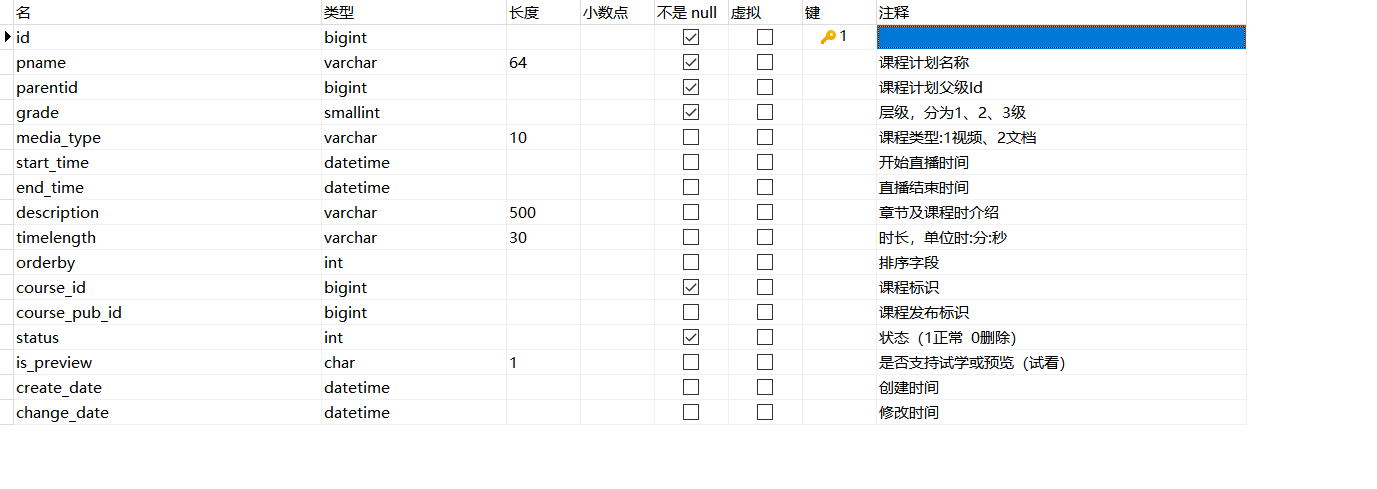 名 类型 长度 小数点 不是 null 虚拟 键 注释
id bigint 1
pname varchar 64 课程计划名称
parentid bigint 课程计划父级Id
grade smallint 层级，分为1、2、3级
media_type varchar 10 课程类型:1视频、2文档
start_time datetime 开始直播时间
end_time datetime 直播结束时间
description varchar 500 章节及课程时介绍
timelength varchar 30 时长，单位时:分:秒
orderby int 排序字段
course_id bigint 课程标识
course_pub_id bigint 课程发布标识
status int 状态（1正常 0删除）
is_preview char 1 是否支持试学或预览（试看）
create_date datetime 创建时间
change_date datetime 修改时间